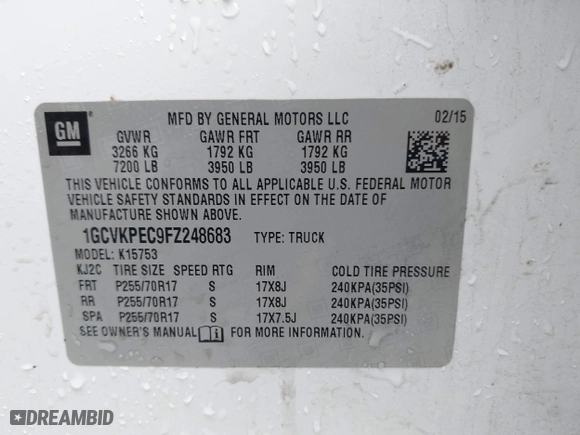 GM
MFD BY GENERAL MOTORS LLC 02/15
GVWR GAWR FRT GAWR RR
3266 KG 1792 KG 1792 KG
7200 LB 3950 LB 3950 LB
THIS VEHICLE CONFORMS TO ALL APPLICABLE U.S. FEDERAL MOTOR
VEHICLE SAFETY STANDARDS IN EFFECT ON THE DATE OF
MANUFACTURE SHOWN ABOVE.
1GCVKPEC9FZ248683 TYPE: TRUCK
MODEL: K15753
KJ2C TIRE SIZE SPEED RTG RIM COLD TIRE PRESSURE
FRT P255/70R17 S 17X8J 240KPA(35PSI)
RR P255/70R17 S 17X8J 240KPA(35PSI)
SPA P255/70R17 S 17X7.5J 240KPA(35PSI)
SEE OWNER'S MANUAL FOR MORE INFORMATION.
DREAMBID